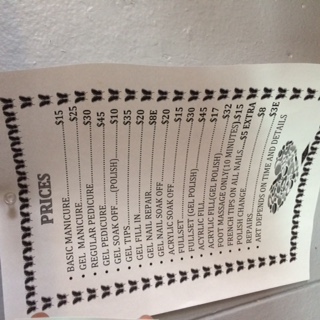 PRICES
• BASIC MANICURE.......................$15
• GEL MANICURE........................$25
• REGULAR PEDICURE..................$30
• GEL PEDICURE........................$45
• GEL SOAK OFF.....(POLISH).........$10
• GEL TIPS...............................$35
• GEL FILL IN............................$20
• GEL NAIL REPAIR.....................$8E
• GEL NAIL SOAK OFF..................$20
• ACRYLIC SOAK OFF...................$15
• FULLSET................................$30
• FULLSET (GEL POLISH)...............$45
• ACYRLIC FILL..........................$17
• ACRYLIC FILL(GEL POLISH)..........$32
• FOOT MASSAGE ONLY(10 MINUTES).$15
• FRENCH TIPS ON ALL NAILS....$5 EXTRA
• POLISH CHANGE.......................$8
• REPAIRS................................$3E
• ART DEPENDS ON TIME AND DETAILS